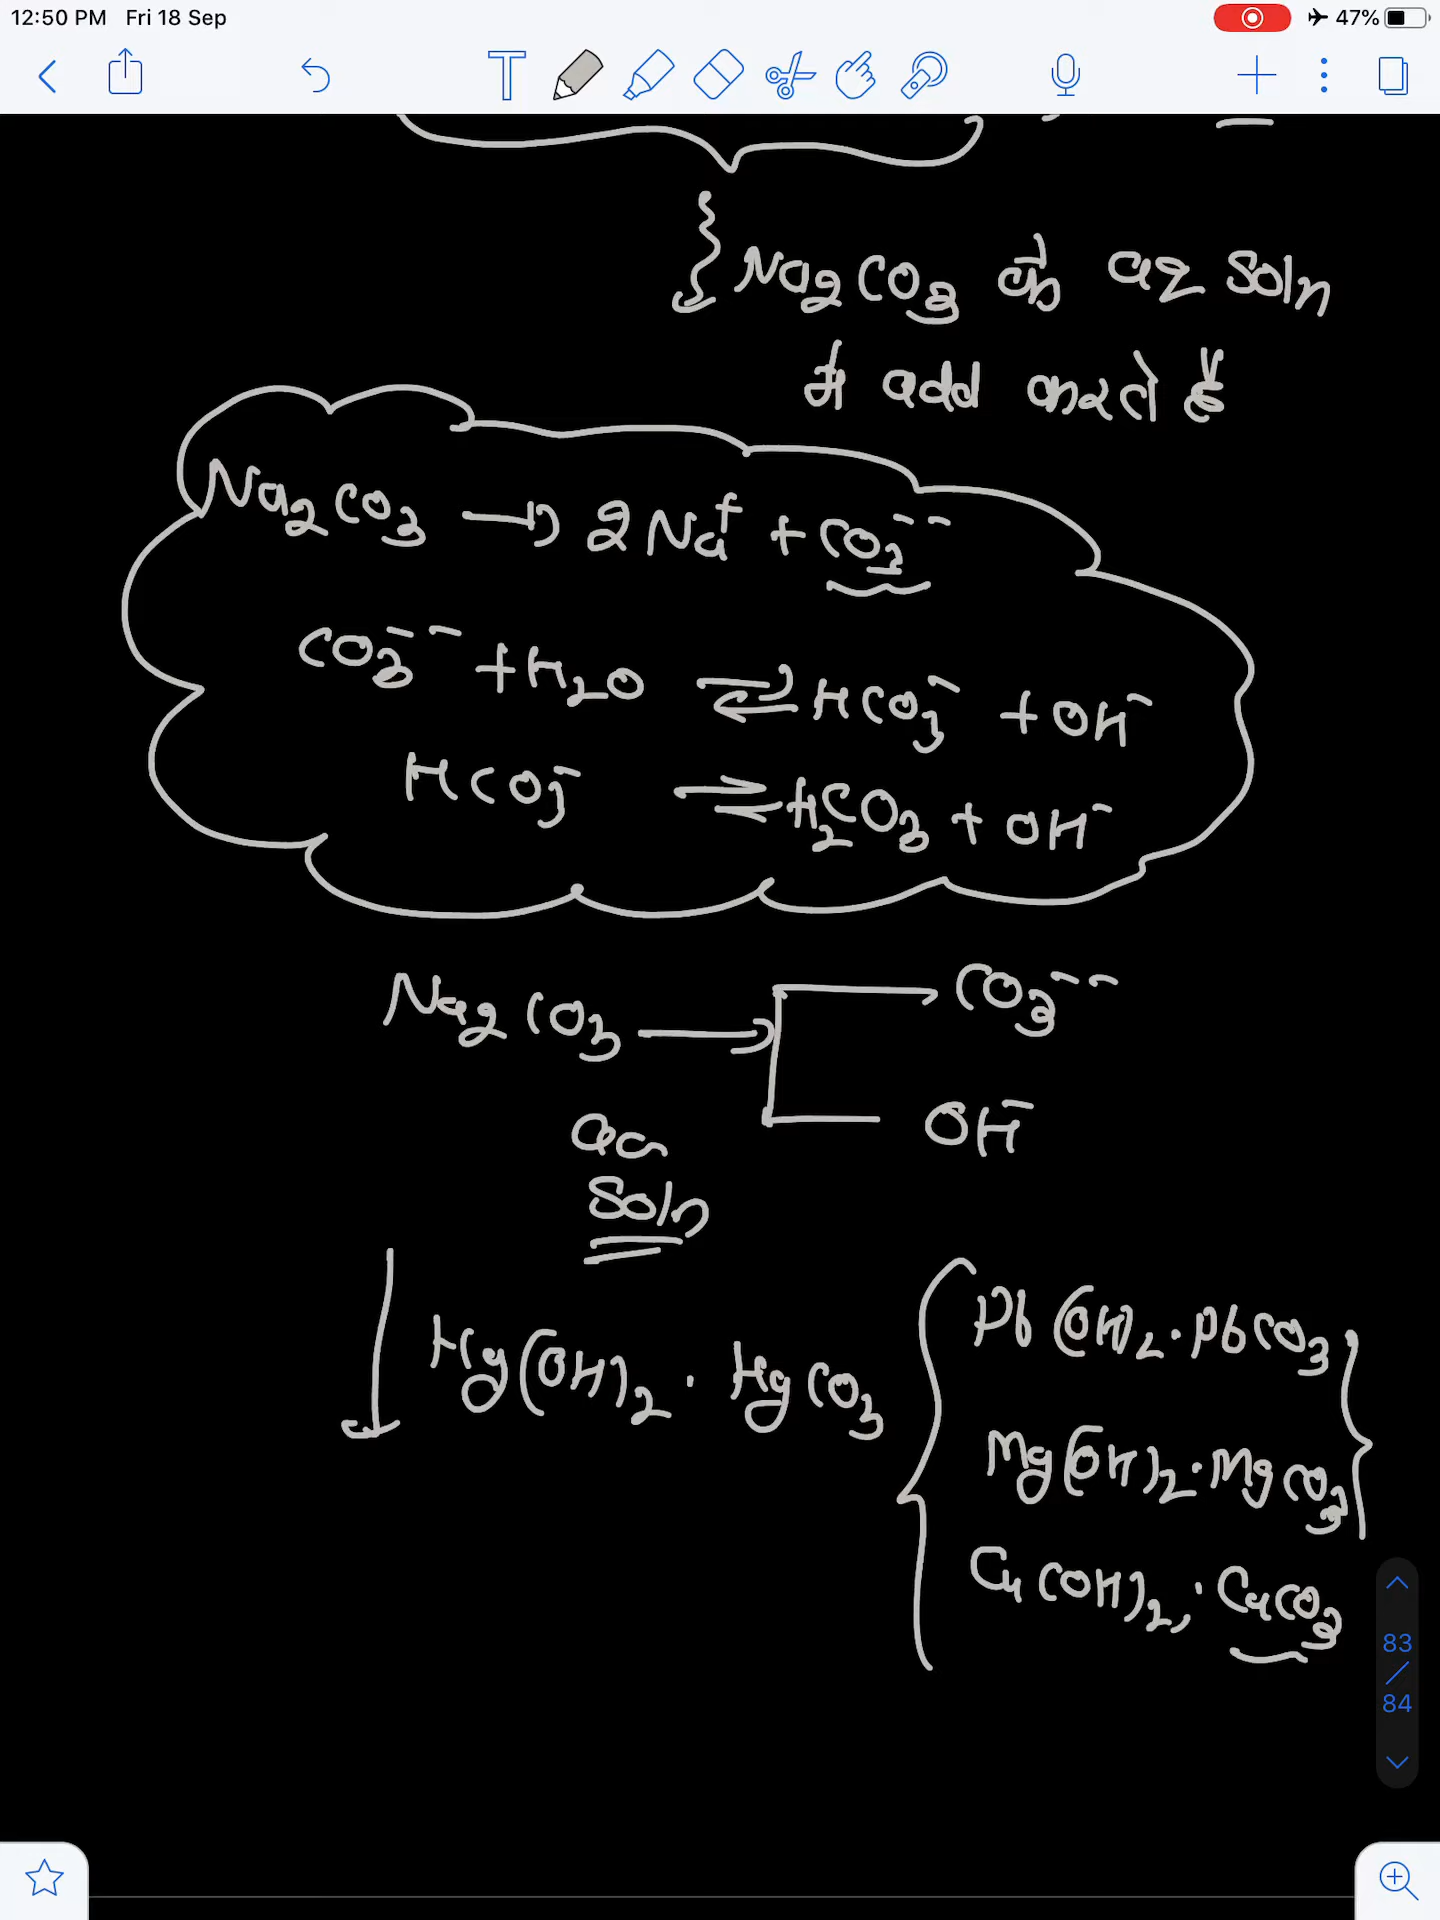 12:50 PM Fri 18 Sep 47%
T
Na2CO3 के aq Soln
में add करते हैं
Na2CO3 → 2Na+ + CO3--
CO3-- + H2O ⇌ HCO3- + OH-
HCO3- ⇌ H2CO3 + OH-
Na2CO3 → CO3--
OH-
aq
Soln
Pb(OH)2·PbCO3
Hg(OH)2·HgCO3
Mg(OH)2·MgCO3
Cu(OH)2·CuCO3
83
/
84